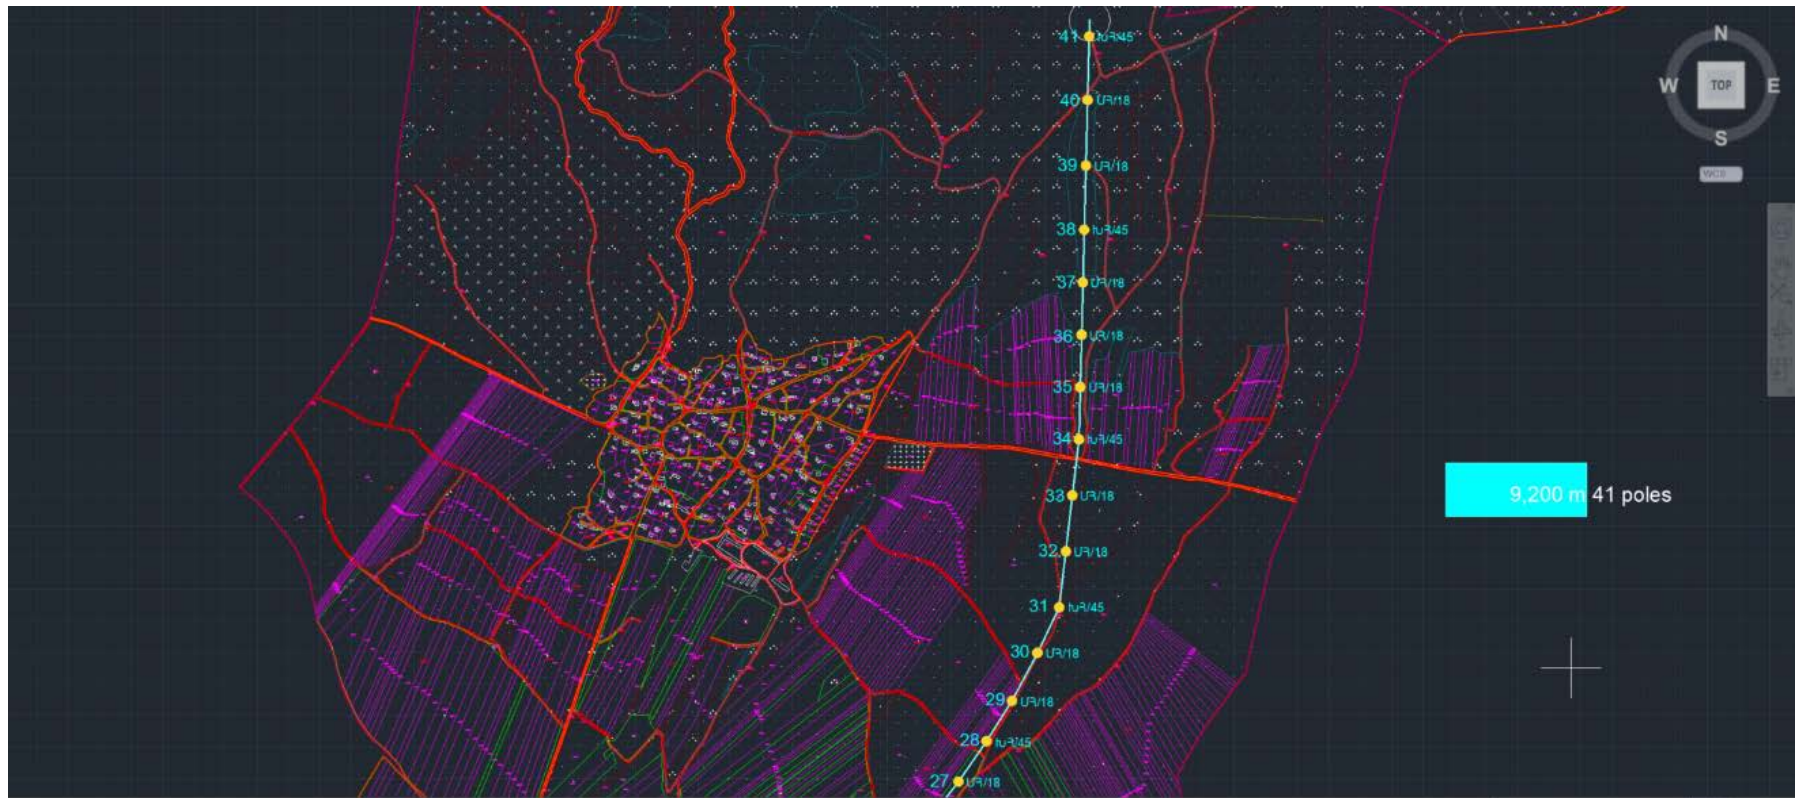 N
41 tuR/45
W TOP E
40 UR/18
S
39 UR/18
WCS
38 tuR/45
37 UR/18
36 UR/18
35 UR/18
34 tuR/45
33 UR/18
9,200 m 41 poles
32 UR/18
31 tuR/45
30 UR/18
29 UR/18
28 tuR/45
27 UR/18